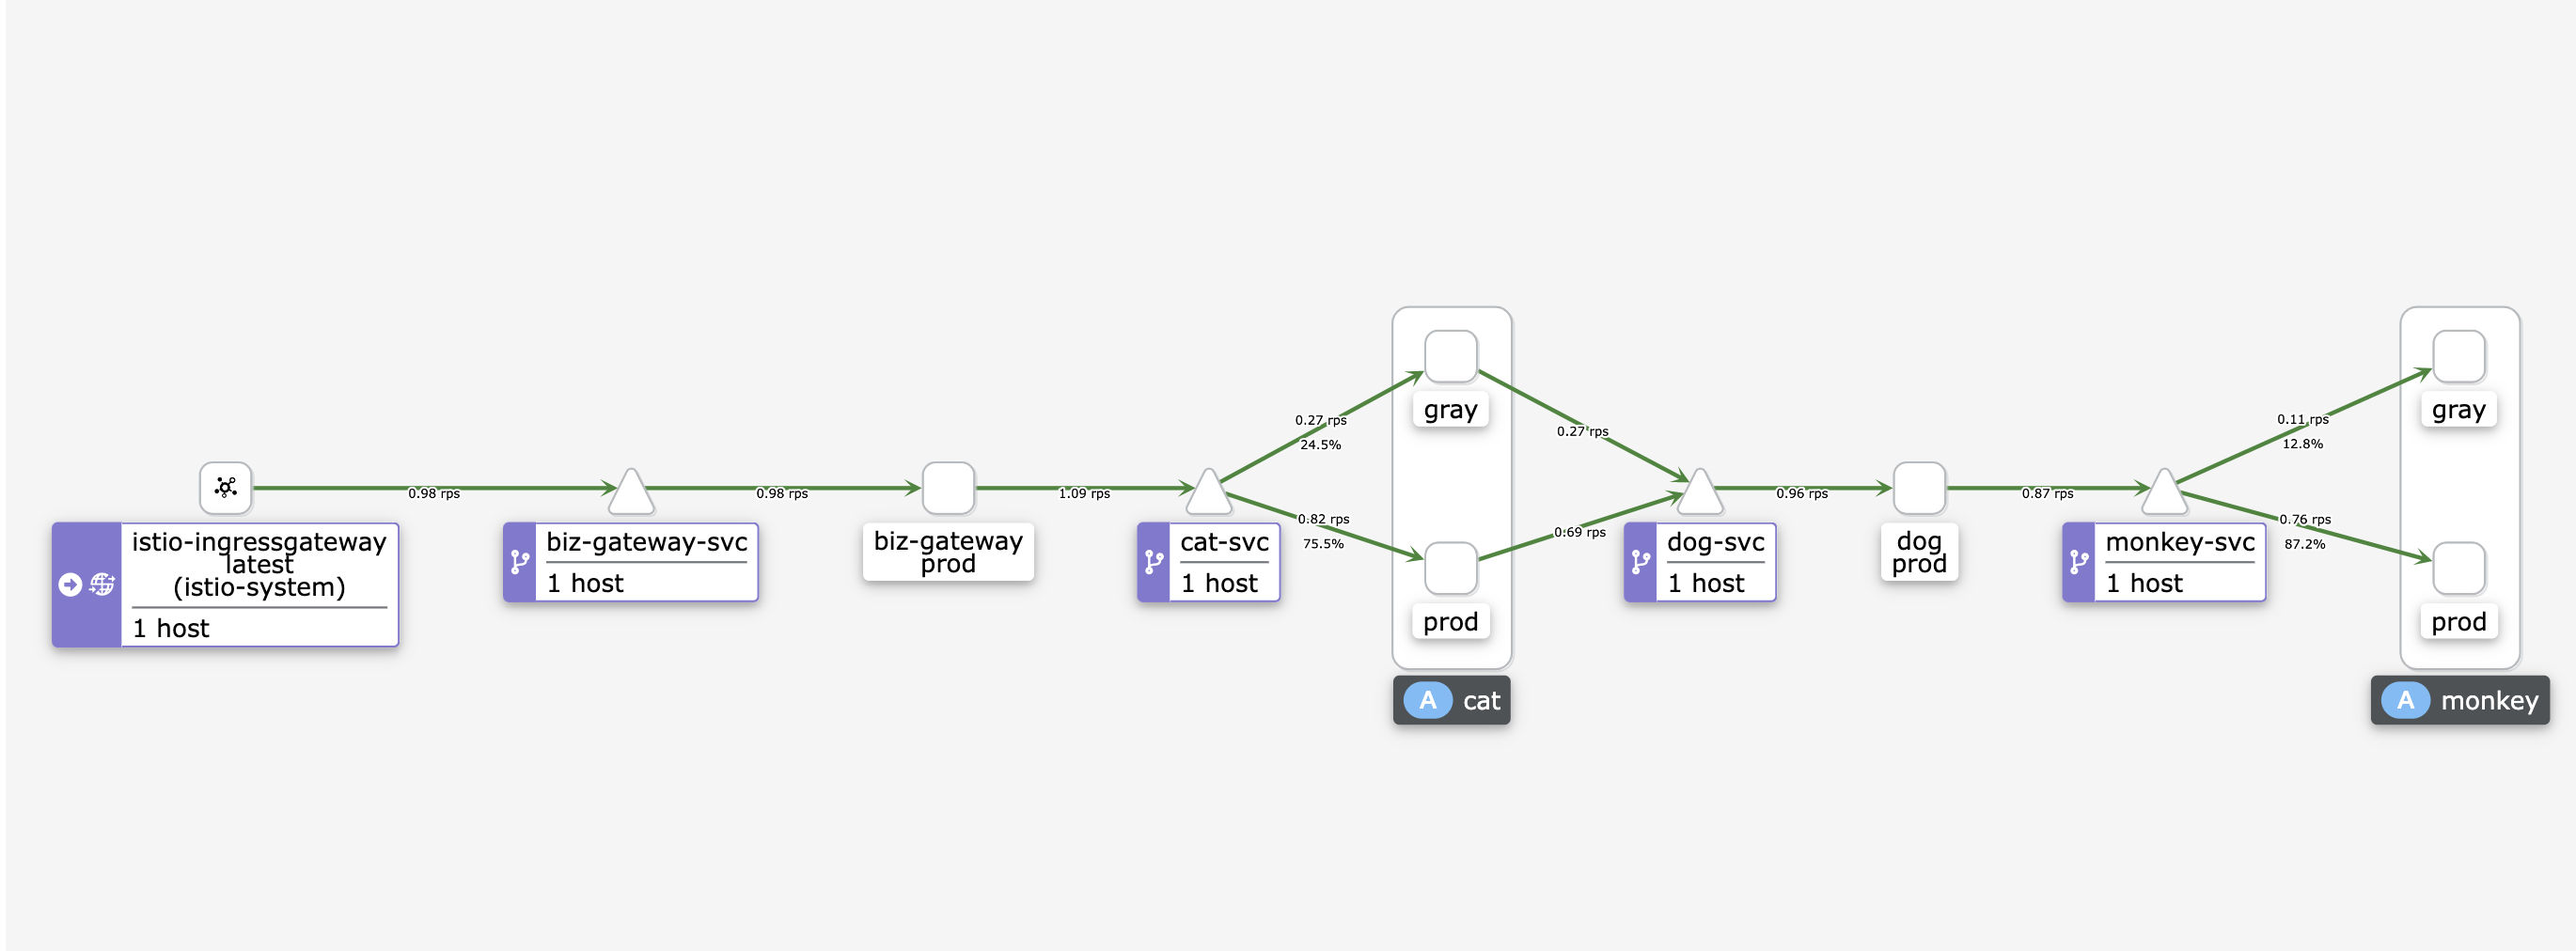 0.98 rps
istio-ingressgateway
latest
(istio-system)
1 host
0.98 rps
biz-gateway-svc
1 host
biz-gateway
prod
1.09 rps
cat-svc
1 host
0.27 rps
24.5%
0.82 rps
75.5%
gray
prod
A cat
0.27 rps
0.69 rps
dog-svc
1 host
0.96 rps
dog
prod
0.87 rps
monkey-svc
1 host
0.11 rps
12.8%
0.76 rps
87.2%
gray
prod
A monkey